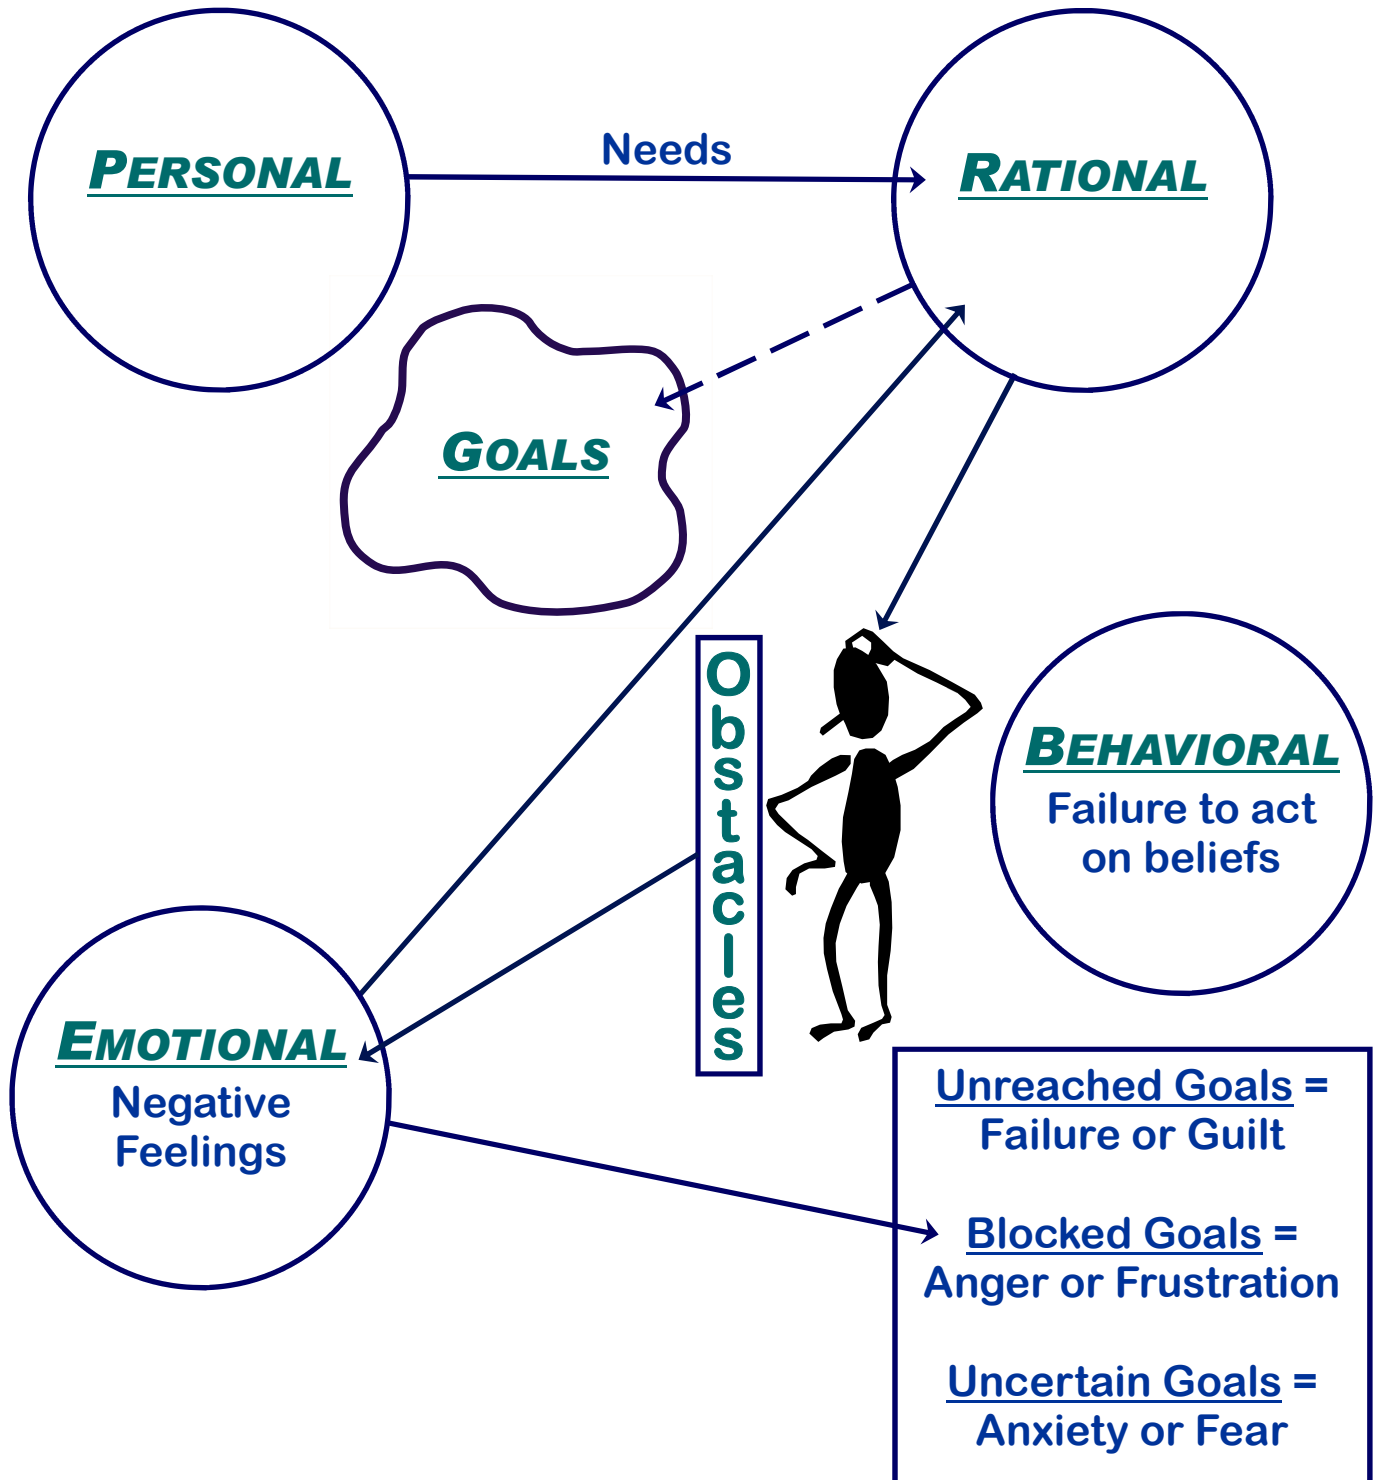 PERSONAL
Needs
RATIONAL
GOALS
Obstacles
BEHAVIORAL
Failure to act
on beliefs
EMOTIONAL
Negative
Feelings
Unreached Goals =
Failure or Guilt
Blocked Goals =
Anger or Frustration
Uncertain Goals =
Anxiety or Fear